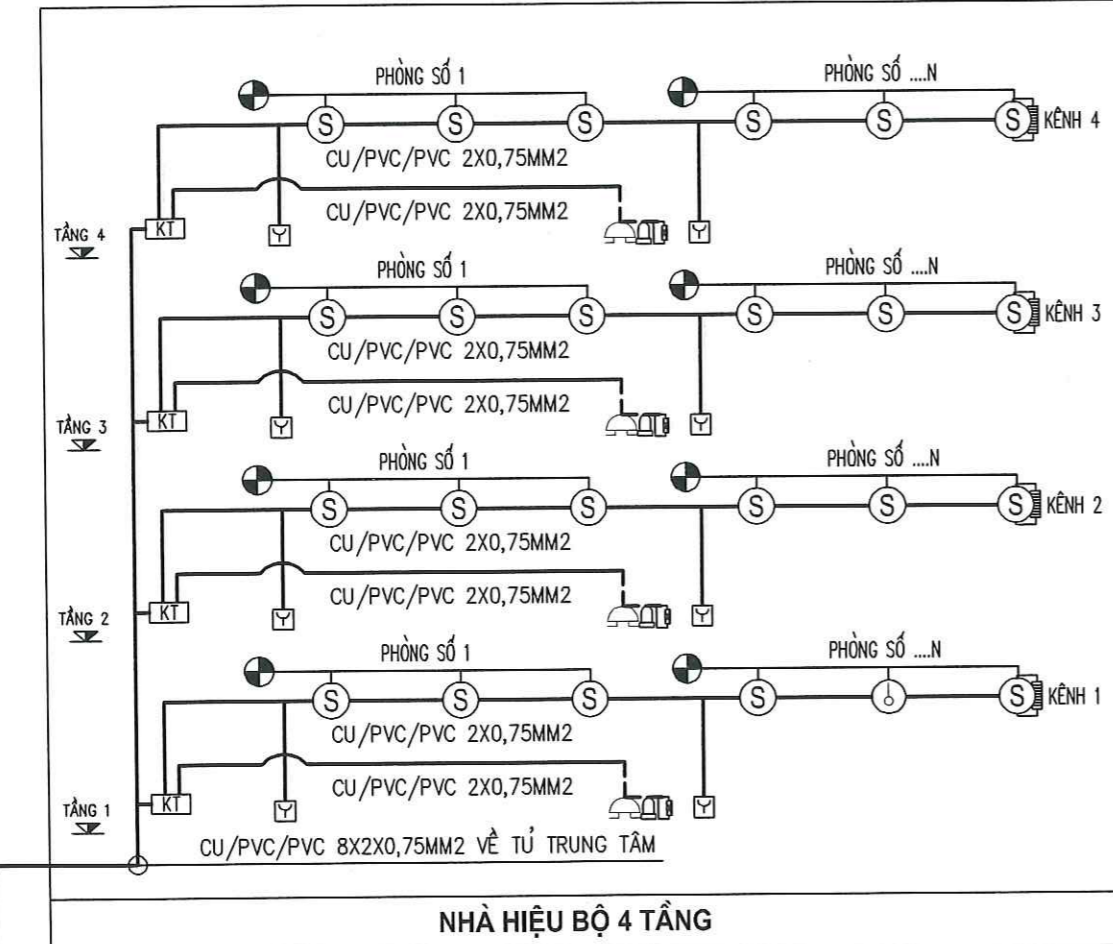 PHÒNG SỐ 1
PHÒNG SỐ ....N
S S S S S S KÊNH 4
CU/PVC/PVC 2X0,75MM2
CU/PVC/PVC 2X0,75MM2
TẦNG 4
KT
PHÒNG SỐ 1
PHÒNG SỐ ....N
S S S S S S KÊNH 3
CU/PVC/PVC 2X0,75MM2
CU/PVC/PVC 2X0,75MM2
TẦNG 3
KT
PHÒNG SỐ 1
PHÒNG SỐ ....N
S S S S S S KÊNH 2
CU/PVC/PVC 2X0,75MM2
CU/PVC/PVC 2X0,75MM2
TẦNG 2
KT
PHÒNG SỐ 1
PHÒNG SỐ ....N
S S S S S KÊNH 1
CU/PVC/PVC 2X0,75MM2
CU/PVC/PVC 2X0,75MM2
TẦNG 1
KT
CU/PVC/PVC 8X2X0,75MM2 VỀ TỦ TRUNG TÂM
NHÀ HIỆU BỘ 4 TẦNG